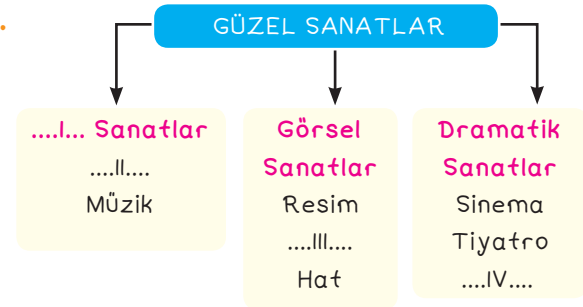 GÜZEL SANATLAR
....I... Sanatlar
....II....
Müzik
Görsel
Sanatlar
Resim
....III....
Hat
Dramatik
Sanatlar
Sinema
Tiyatro
....IV....